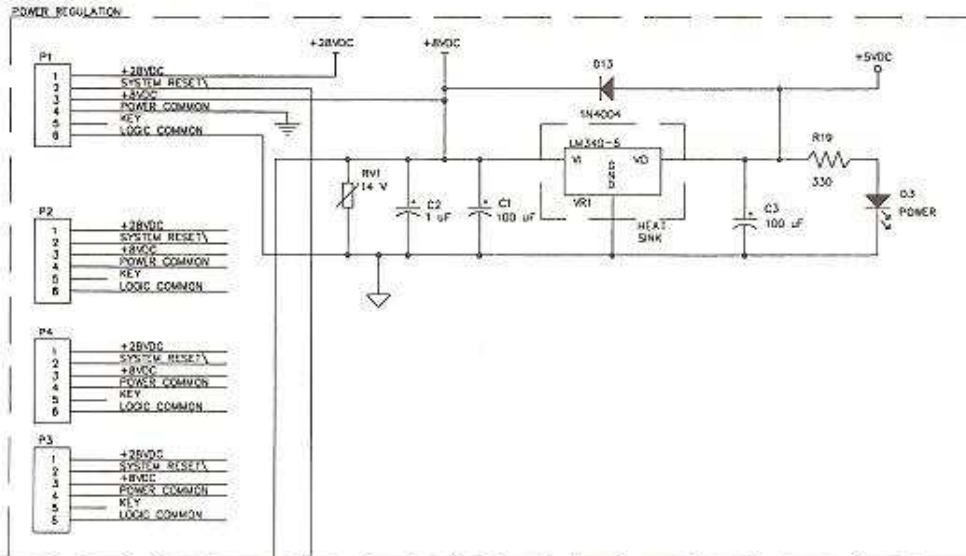 POWER REGULATION
P1
1 +28VDC
2 SYSTEM RESET\
3 +8VDC
4 POWER COMMON
5 KEY
6 LOGIC COMMON
+28VDC
+8VDC
+5VDC
D13
1N4004
LM340-5
VI
VO
GND
VR1
HEAT
SINK
RV1
14 V
C2
1 uF
C1
100 uF
C3
100 uF
R19
330
D3
POWER
P2
1 +28VDC
2 SYSTEM RESET\
3 +8VDC
4 POWER COMMON
5 KEY
6 LOGIC COMMON
P4
1 +28VDC
2 SYSTEM RESET\
3 +8VDC
4 POWER COMMON
5 KEY
6 LOGIC COMMON
P3
1 +28VDC
2 SYSTEM RESET\
3 +8VDC
4 POWER COMMON
5 KEY
6 LOGIC COMMON